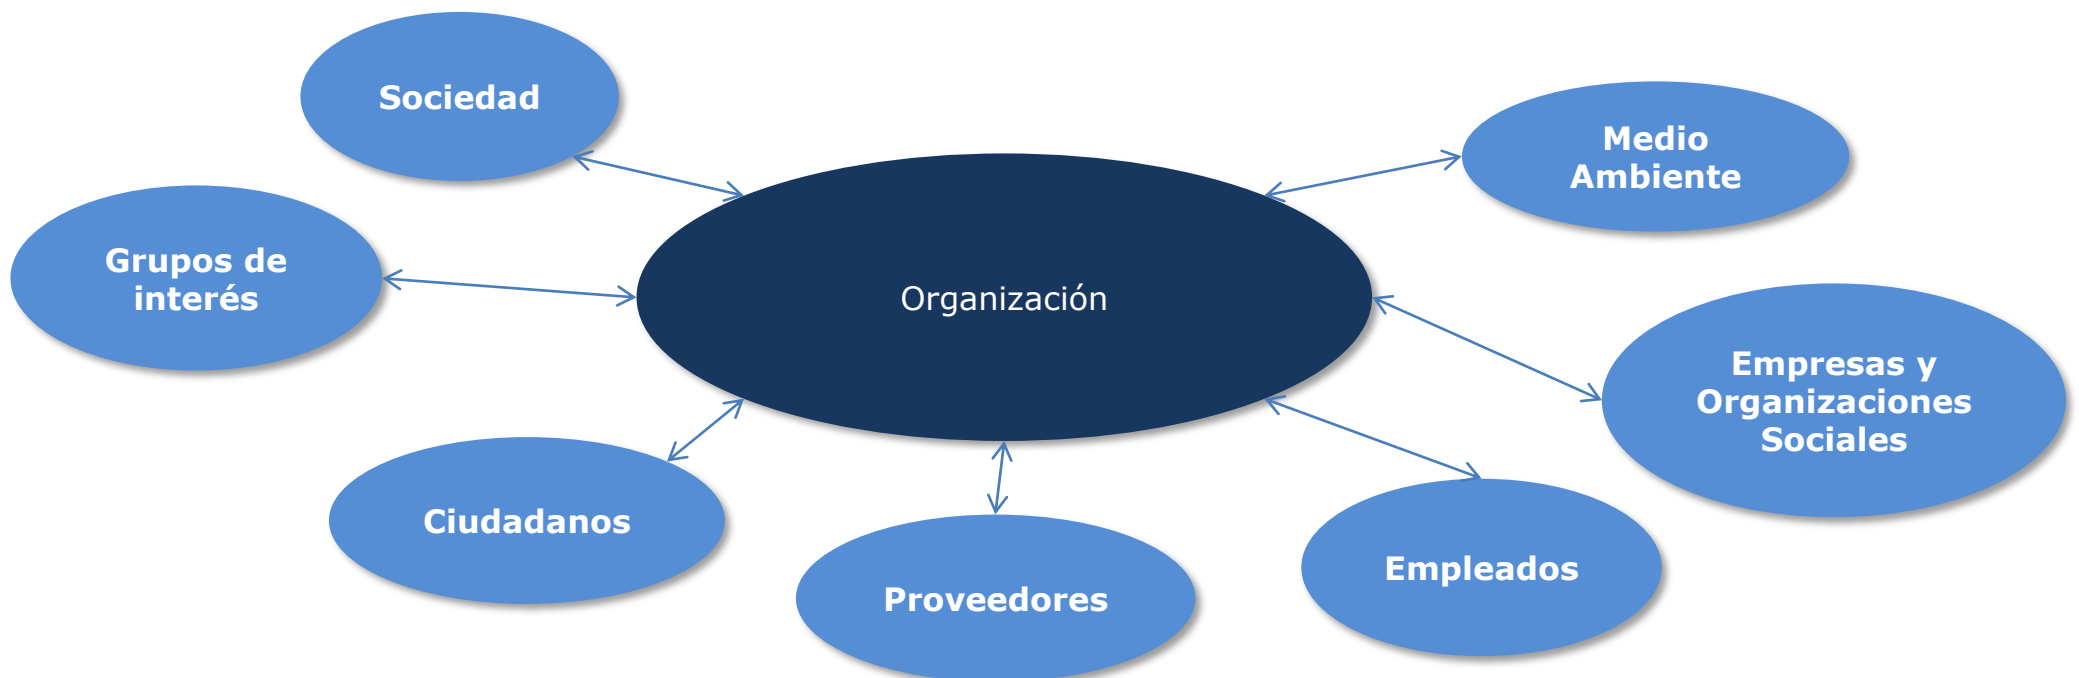 Sociedad
Medio
Ambiente
Grupos de
interés
Organización
Empresas y
Organizaciones
Sociales
Ciudadanos
Empleados
Proveedores